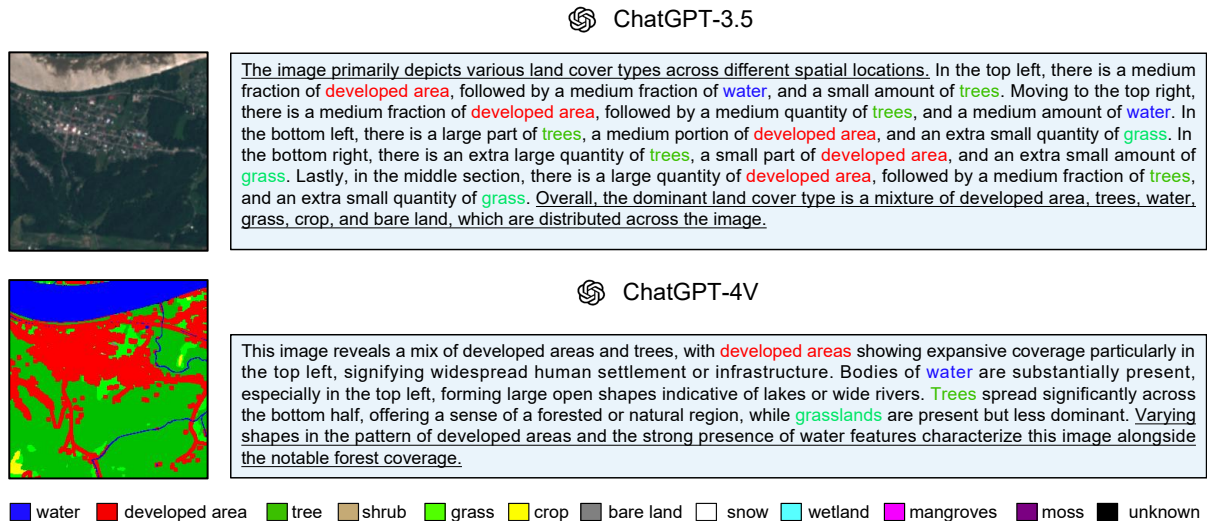 ChatGPT-3.5
The image primarily depicts various land cover types across different spatial locations. In the top left, there is a medium
fraction of developed area, followed by a medium fraction of water, and a small amount of trees. Moving to the top right,
there is a medium fraction of developed area, followed by a medium quantity of trees, and a medium amount of water. In
the bottom left, there is a large part of trees, a medium portion of developed area, and an extra small quantity of grass. In
the bottom right, there is an extra large quantity of trees, a small part of developed area, and an extra small amount of
grass. Lastly, in the middle section, there is a large quantity of developed area, followed by a medium fraction of trees,
and an extra small quantity of grass. Overall, the dominant land cover type is a mixture of developed area, trees, water,
grass, crop, and bare land, which are distributed across the image.
ChatGPT-4V
This image reveals a mix of developed areas and trees, with developed areas showing expansive coverage particularly in
the top left, signifying widespread human settlement or infrastructure. Bodies of water are substantially present,
especially in the top left, forming large open shapes indicative of lakes or wide rivers. Trees spread significantly across
the bottom half, offering a sense of a forested or natural region, while grasslands are present but less dominant. Varying
shapes in the pattern of developed areas and the strong presence of water features characterize this image alongside
the notable forest coverage.
water developed area tree shrub grass crop bare land snow wetland mangroves moss unknown